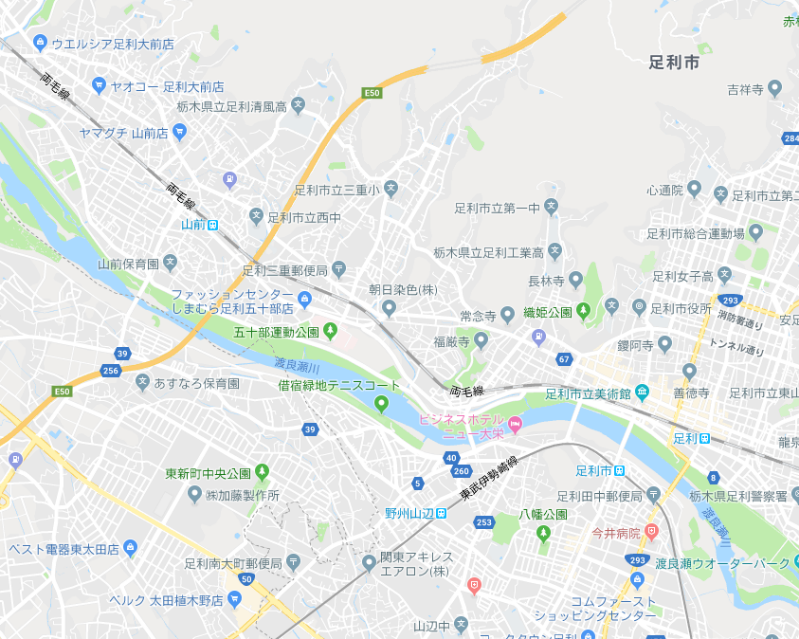 赤
ウエルシア足利大前店
足利市
両毛線
ヤオコー 足利大前店
E50
吉祥寺
栃木県立足利清風高
ヤマグチ 山前店
284
両毛線
足利市立三重小
心通院
足利市立第二
足利市立第一中
足利市立西中
山前
足利市総合運動場
栃木県立足利工業高
山前保育園
足利三重郵便局
長林寺
足利女子高
ファッションセンター
しまむら足利五十部店
朝日染色(株)
293
常念寺
織姫公園
足利市役所
消防署通り
安足
五十部運動公園
福厳寺
鑁阿寺
トンネル通り
39
67
渡良瀬川
256
あすなろ保育園
借宿緑地テニスコート
E50
両毛線
足利市立美術館
善徳寺
足利市立東山
ビジネスホテル
ニュー大栄
39
足利
龍泉
40
260
東武伊勢崎線
東新町中央公園
足利市
5
8
㈱加藤製作所
足利田中郵便局
栃木県足利警察署
野州山辺
253
八幡公園
渡良瀬川
今井病院
ベスト電器東太田店
足利南大町郵便局
関東アキレス
エアロン(株)
293
渡良瀬ウオーターパーク
50
ベルク 太田植木野店
コムファースト
ショッピングセンター
山辺中